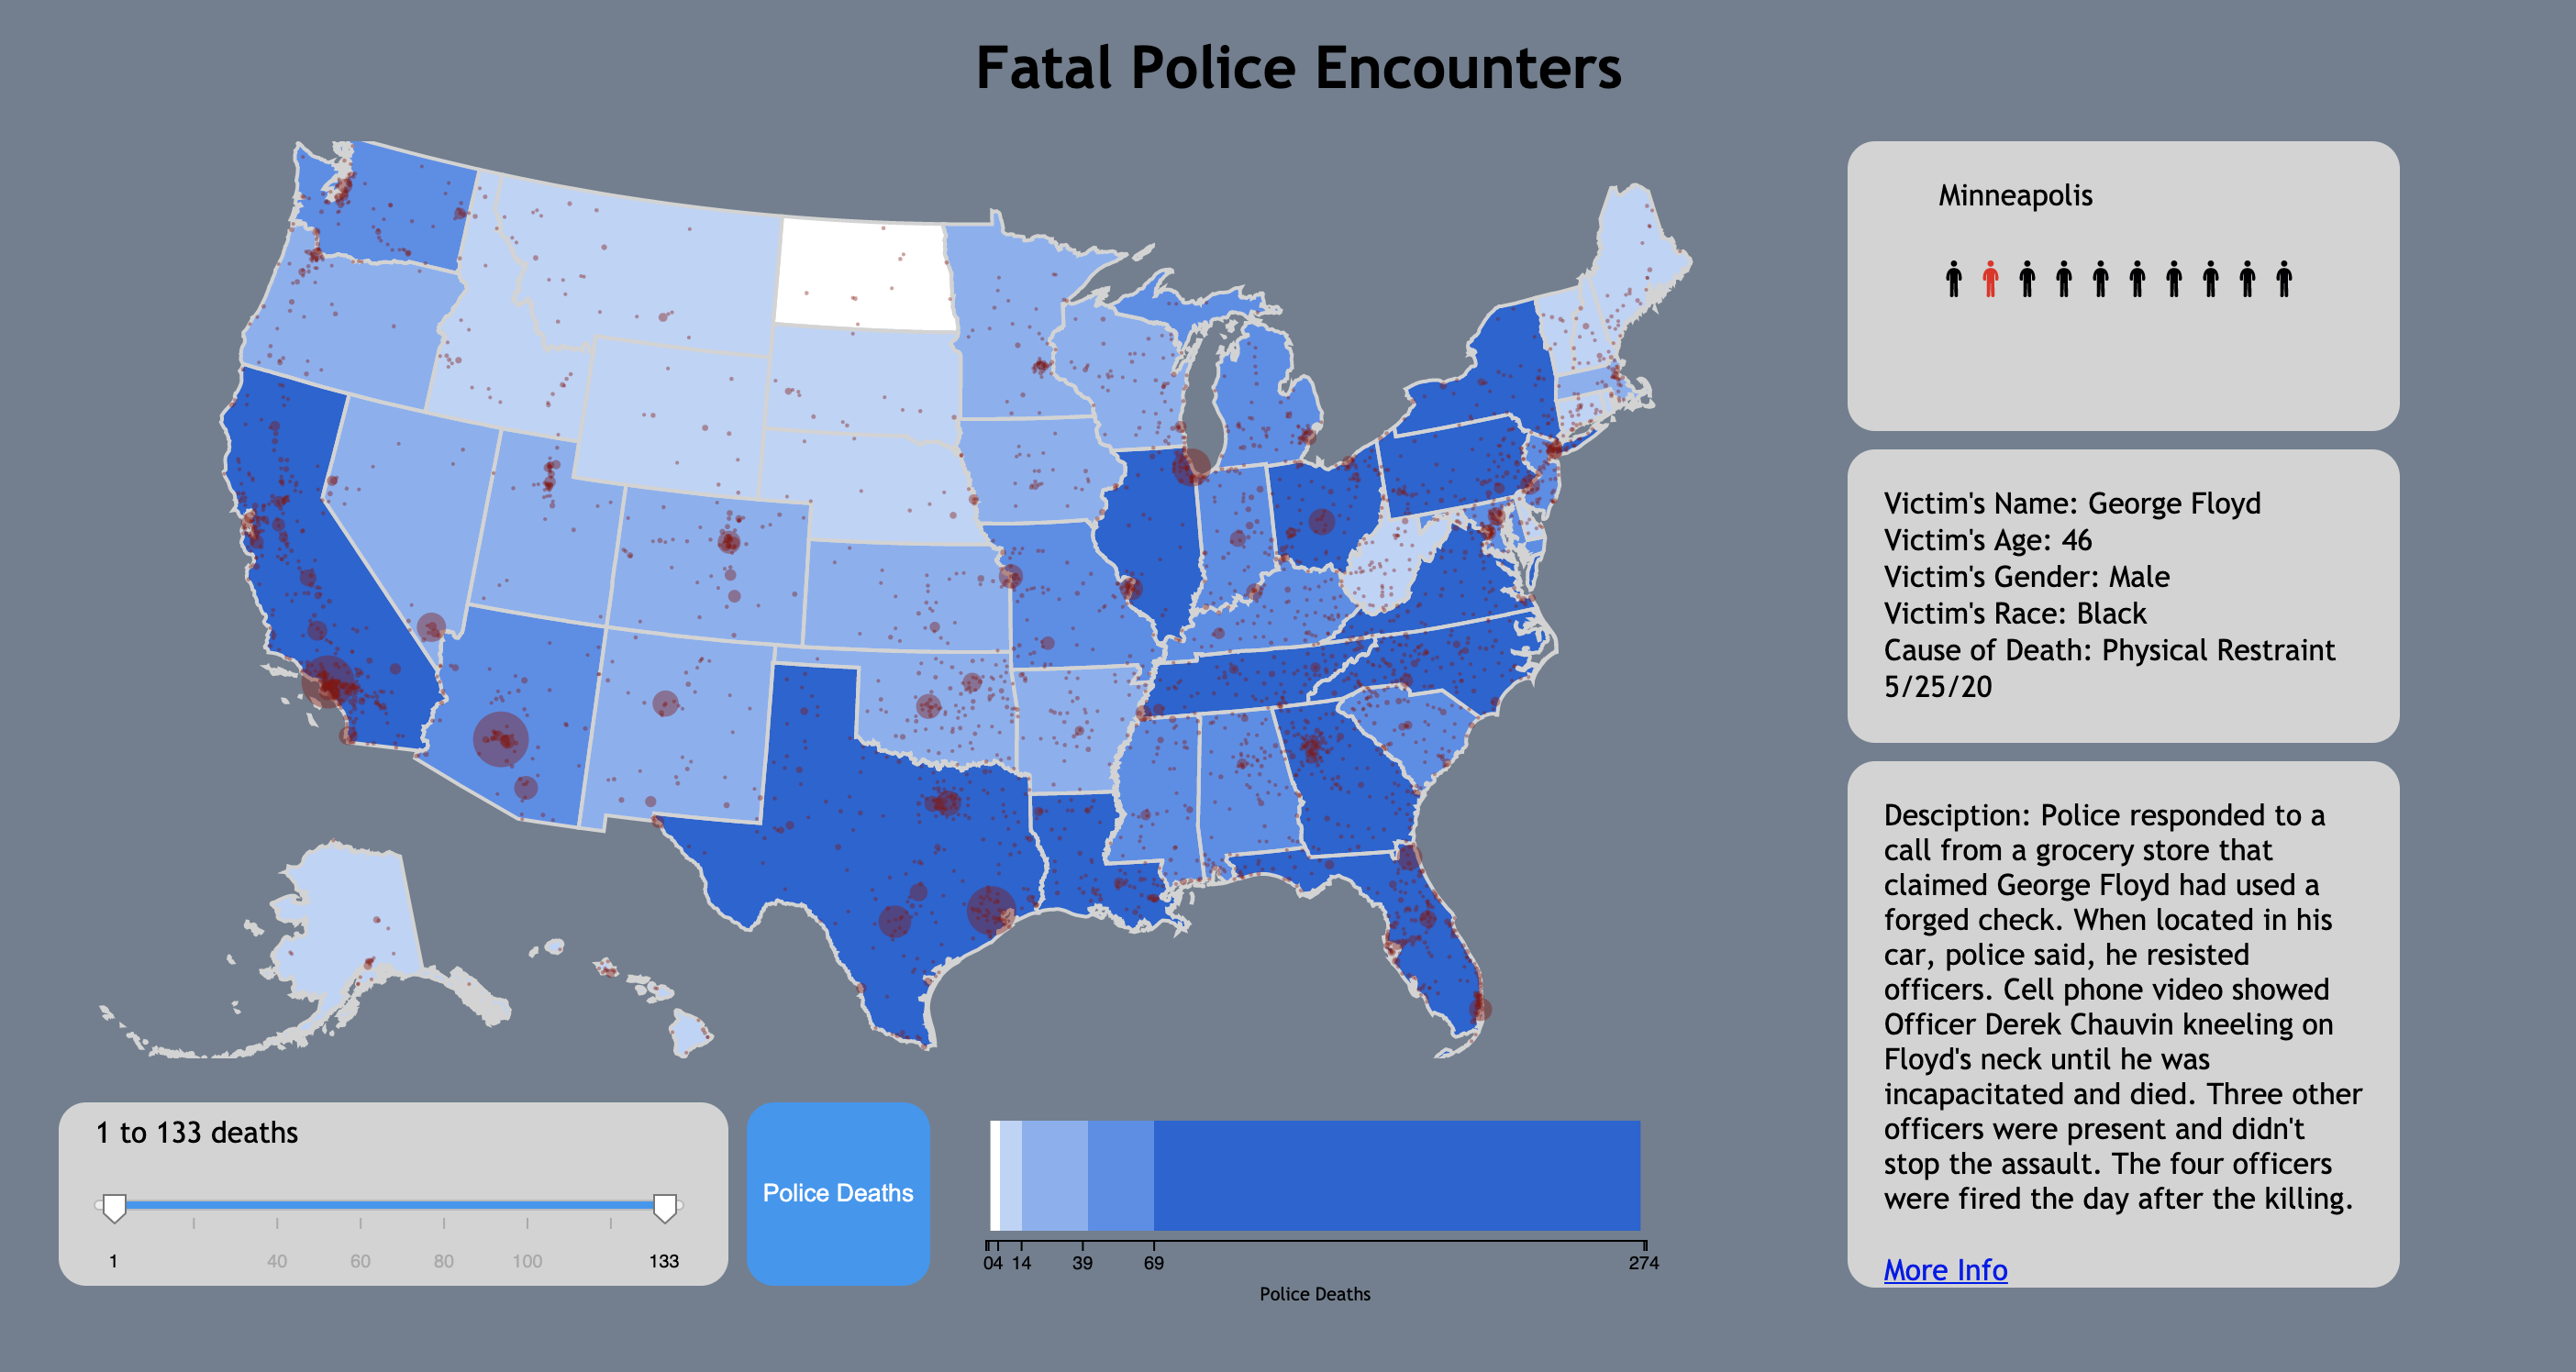 Fatal Police Encounters
Minneapolis
Victim's Name: George Floyd
Victim's Age: 46
Victim's Gender: Male
Victim's Race: Black
Cause of Death: Physical Restraint
5/25/20
Desciption: Police responded to a
call from a grocery store that
claimed George Floyd had used a
forged check. When located in his
car, police said, he resisted
officers. Cell phone video showed
Officer Derek Chauvin kneeling on
Floyd's neck until he was
incapacitated and died. Three other
officers were present and didn't
stop the assault. The four officers
were fired the day after the killing.
More Info
1 to 133 deaths
1 40 60 80 100 133
Police Deaths
0 4 14 39 69 274
Police Deaths